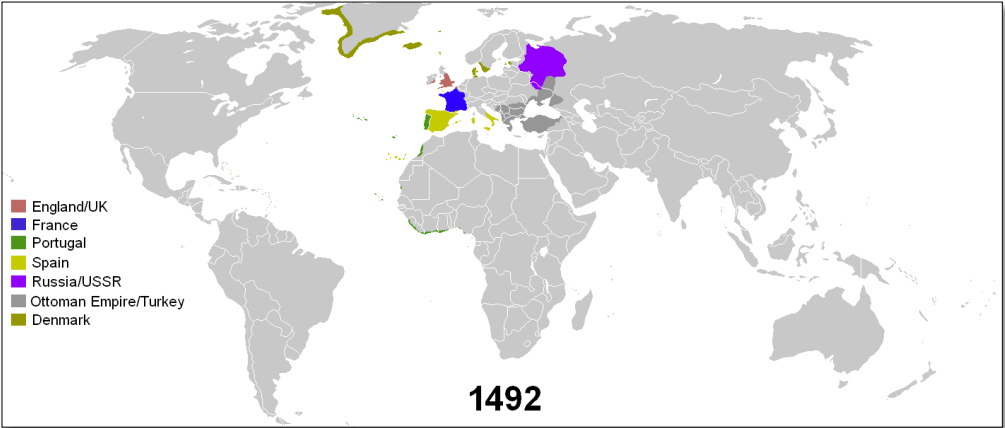 England/UK
France
Portugal
Spain
Russia/USSR
Ottoman Empire/Turkey
Denmark
1492